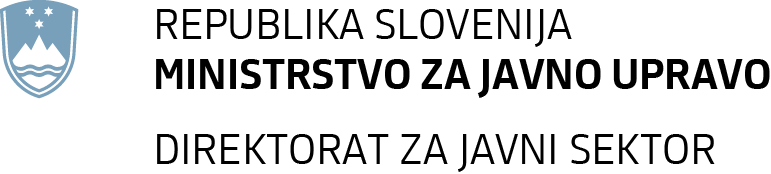 REPUBLIKA SLOVENIJA
MINISTRSTVO ZA JAVNO UPRAVO
DIREKTORAT ZA JAVNI SEKTOR